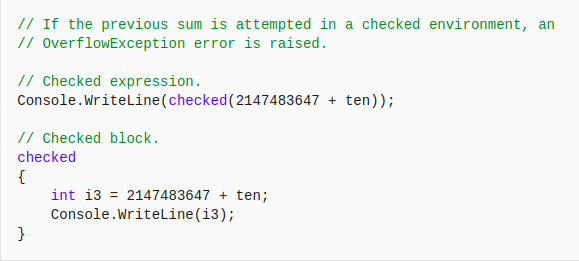 // If the previous sum is attempted in a checked environment, an
// OverflowException error is raised.
// Checked expression.
Console.WriteLine(checked(2147483647 + ten));
// Checked block.
checked
{
    int i3 = 2147483647 + ten;
    Console.WriteLine(i3);
}